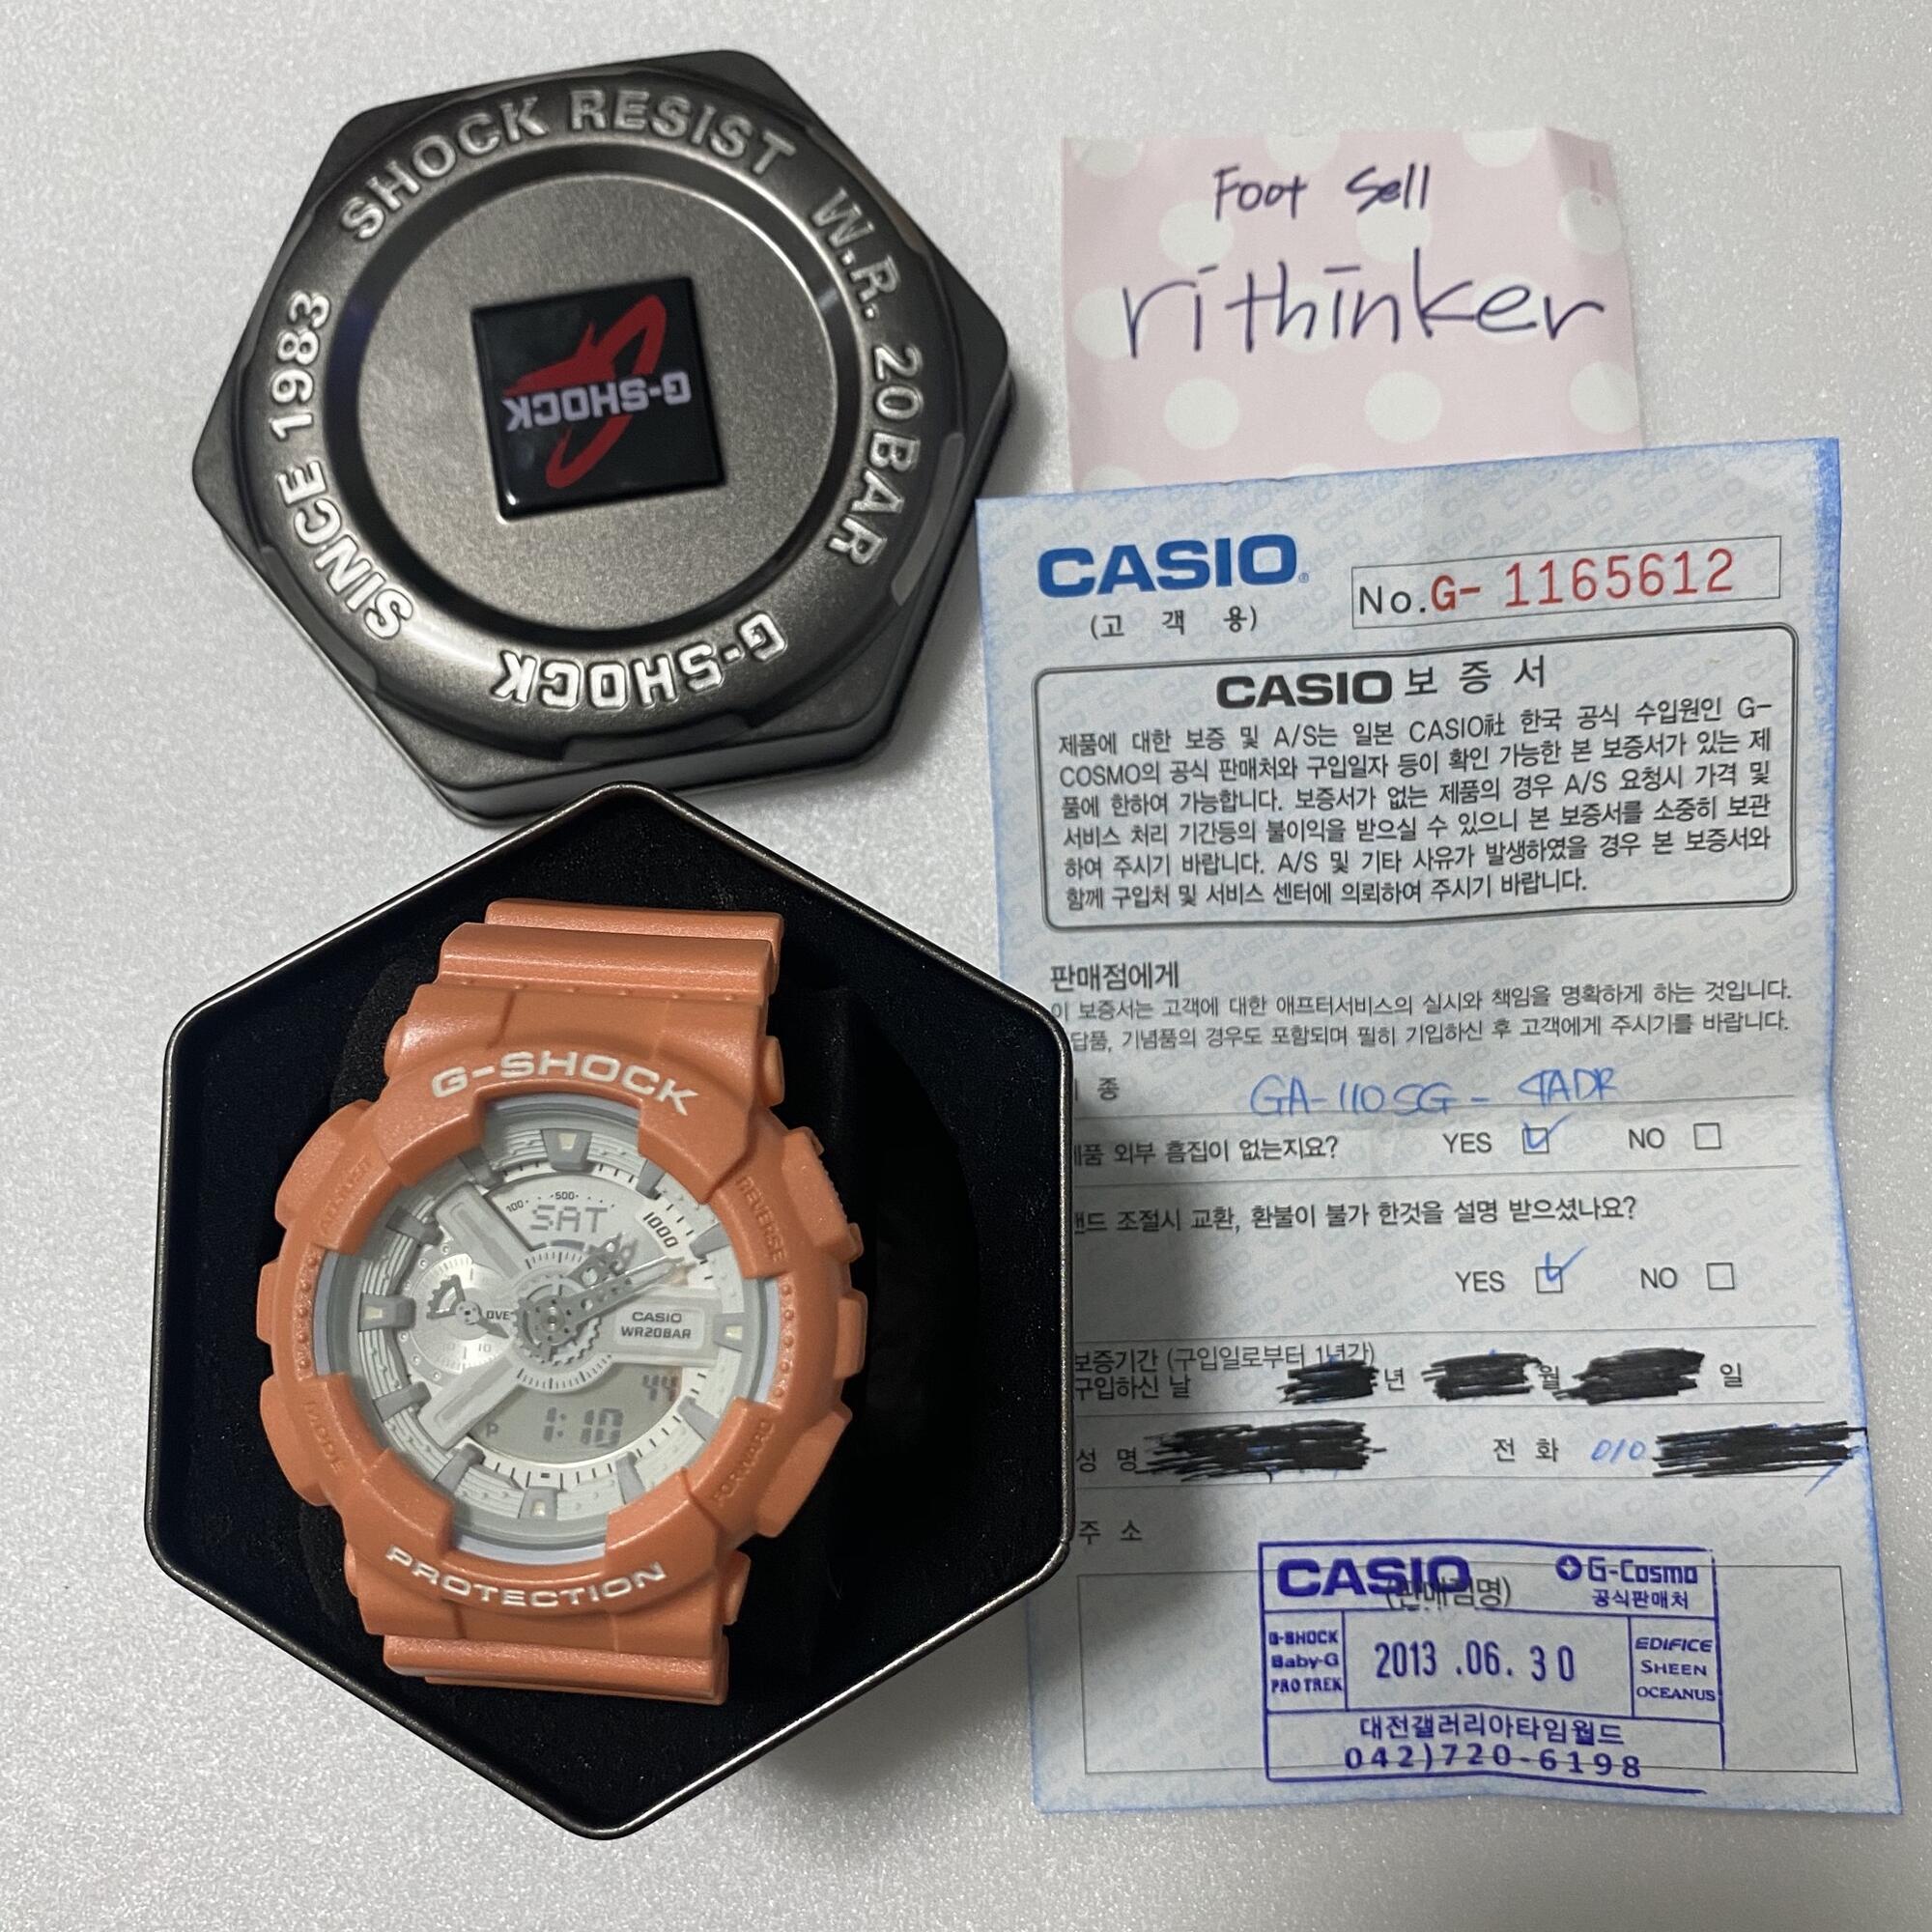 SHOCK RESIST W.R. 20BAR
G-SHOCK
SINCE 1983
G-SHOCK
Foot Sell
rithinker
CASIO
(고 객 용)
No.G- 1165612
CASIO 보 증 서
제품에 대한 보증 및 A/S는 일본 CASIO社 한국 공식 수입원인 G-
COSMO의 공식 판매처와 구입일자 등이 확인 가능한 본 보증서가 있는 제
품에 한하여 가능합니다. 보증서가 없는 제품의 경우 A/S 요청시 가격 및
서비스 처리 기간등의 불이익을 받으실 수 있으니 본 보증서를 소중히 보관
하여 주시기 바랍니다. A/S 및 기타 사유가 발생하였을 경우 본 보증서와
함께 구입처 및 서비스 센터에 의뢰하여 주시기 바랍니다.
판매점에게
이 보증서는 고객에 대한 애프터서비스의 실시와 책임을 명확하게 하는 것입니다.
답품, 기념품의 경우도 포함되며 필히 기입하신 후 고객에게 주시기를 바랍니다.
종 GA-110SG-4ADR
제품 외부 흠집이 없는지요? YES NO
밴드 조절시 교환, 환불이 불가 한것을 설명 받으셨나요?
YES NO
보증기간 (구입일로부터 1년간)
구입하신 날 년 월 일
성 명 전 화 010
주 소
(판매점명)
CASIO G-Cosmo
공식판매처
G-SHOCK
Baby-G
PRO TREK
2013.06.30
EDIFICE
SHEEN
OCEANUS
대전갤러리아타임월드
042)720-6198
G-SHOCK
REVERSE
100 500 1000
SAT
CASIO
WR20BAR
44
P 1:10
MODE
FORWARD
PROTECTION